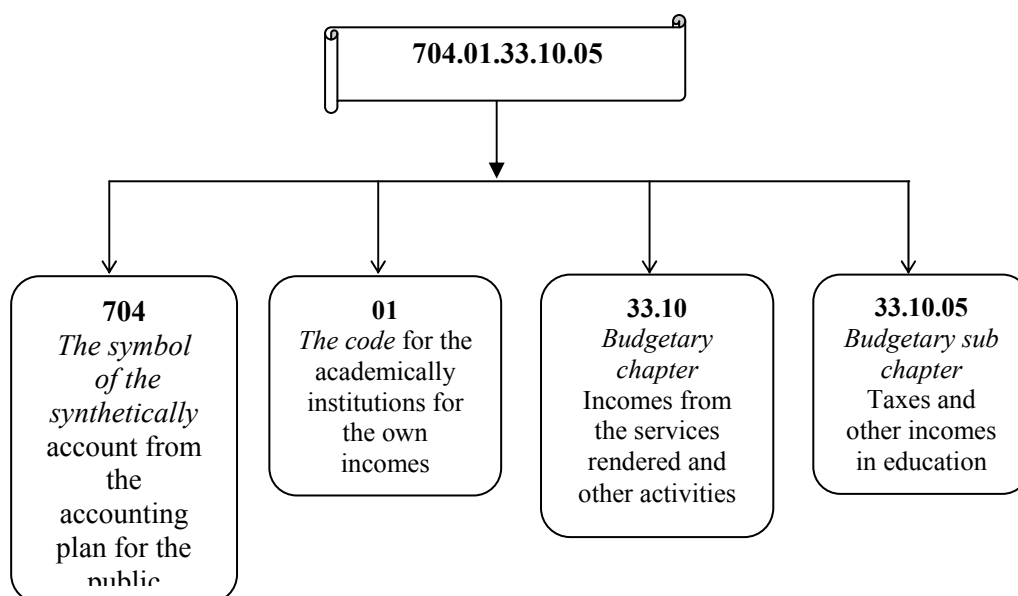 704.01.33.10.05
704
The symbol
of the
synthetically
account from
the
accounting
plan for the
public
01
The code for the
academically
institutions for
the own
incomes
33.10
Budgetary
chapter
Incomes from
the services
rendered and
other activities
33.10.05
Budgetary sub
chapter
Taxes and
other incomes
in education